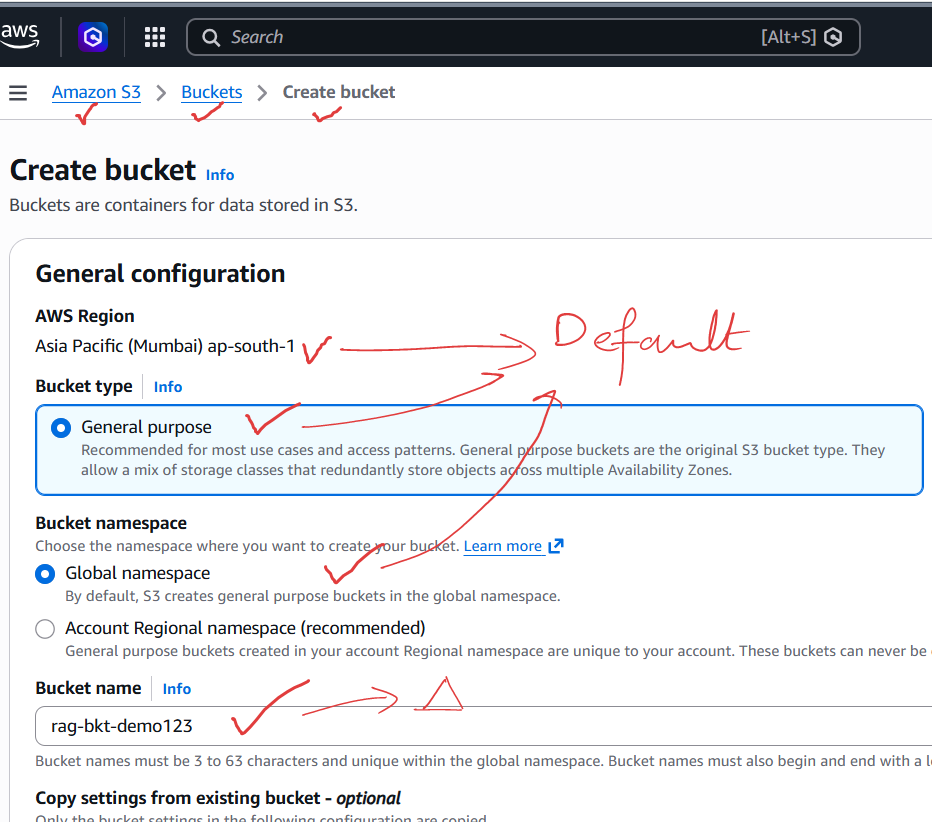 aws
Search [Alt+S]
Amazon S3 > Buckets > Create bucket
Create bucket Info
Buckets are containers for data stored in S3.
General configuration
AWS Region
Asia Pacific (Mumbai) ap-south-1
Default
Bucket type Info
General purpose
Recommended for most use cases and access patterns. General purpose buckets are the original S3 bucket type. They
allow a mix of storage classes that redundantly store objects across multiple Availability Zones.
Bucket namespace
Choose the namespace where you want to create your bucket. Learn more
Global namespace
By default, S3 creates general purpose buckets in the global namespace.
Account Regional namespace (recommended)
General purpose buckets created in your account Regional namespace are unique to your account. These buckets can never be
Bucket name Info
rag-bkt-demo123
Bucket names must be 3 to 63 characters and unique within the global namespace. Bucket names must also begin and end with a
Copy settings from existing bucket - optional
Only the bucket settings in the following configuration are copied.